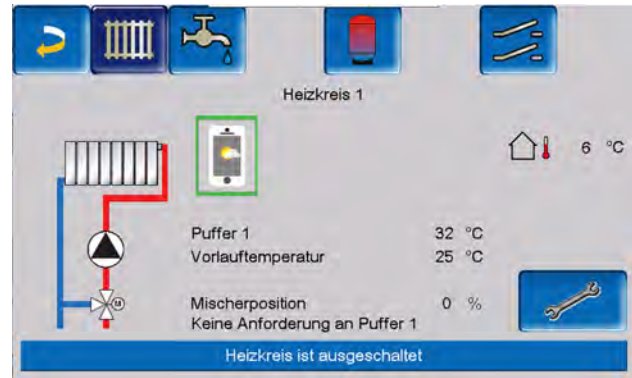 Heizkreis 1
6 °C
Puffer 1 32 °C
Vorlauftemperatur 25 °C
M
Mischerposition 0 %
Keine Anforderung an Puffer 1
Heizkreis ist ausgeschaltet